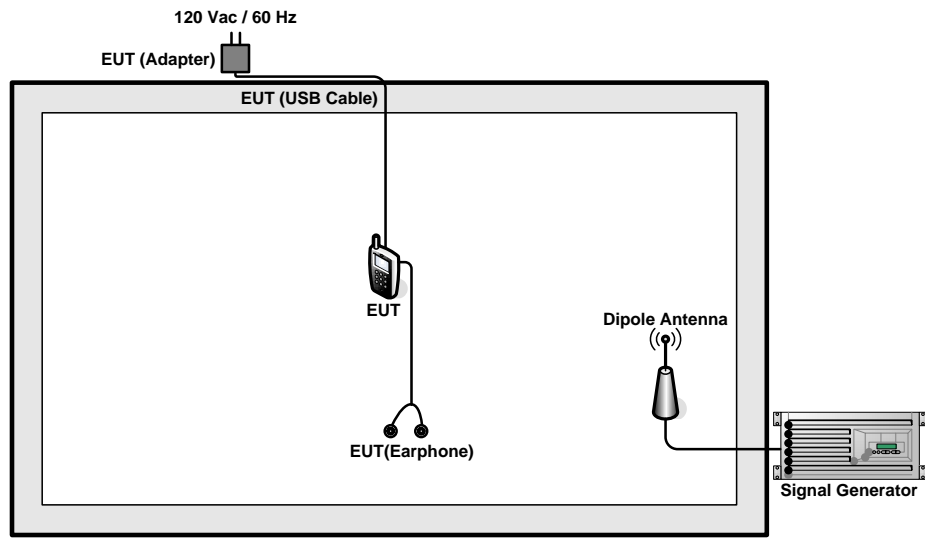 120 Vac / 60 Hz
EUT (Adapter)
EUT (USB Cable)
EUT
Dipole Antenna
EUT(Earphone)
Signal Generator